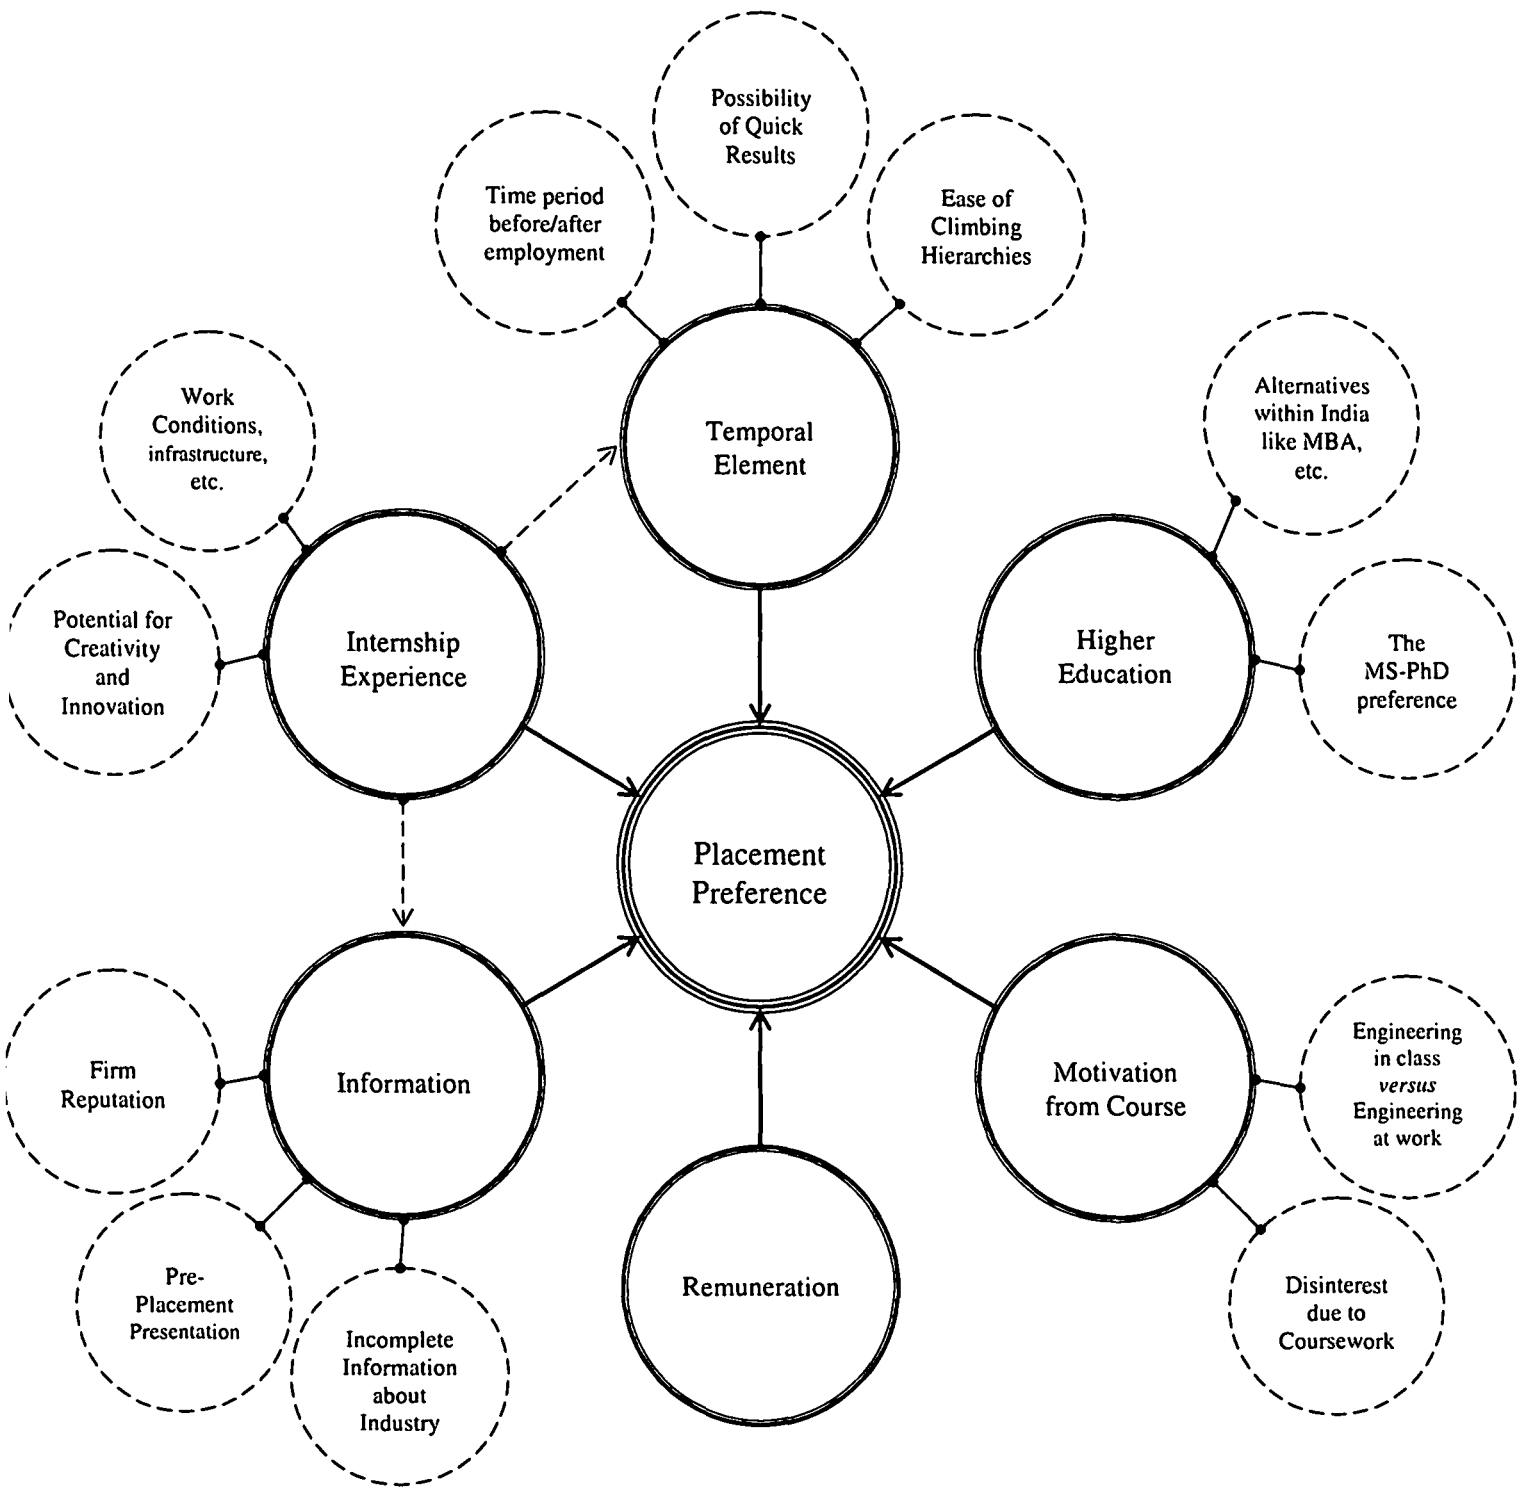 Possibility
of Quick
Results
Time period
before/after
employment
Ease of
Climbing
Hierarchies
Temporal
Element
Work
Conditions,
infrastructure,
etc.
Alternatives
within India
like MBA,
etc.
Potential for
Creativity
and
Innovation
Internship
Experience
Higher
Education
The
MS-PhD
preference
Placement
Preference
Firm
Reputation
Information
Motivation
from Course
Engineering
in class
versus
Engineering
at work
Pre-
Placement
Presentation
Incomplete
Information
about
Industry
Remuneration
Disinterest
due to
Coursework